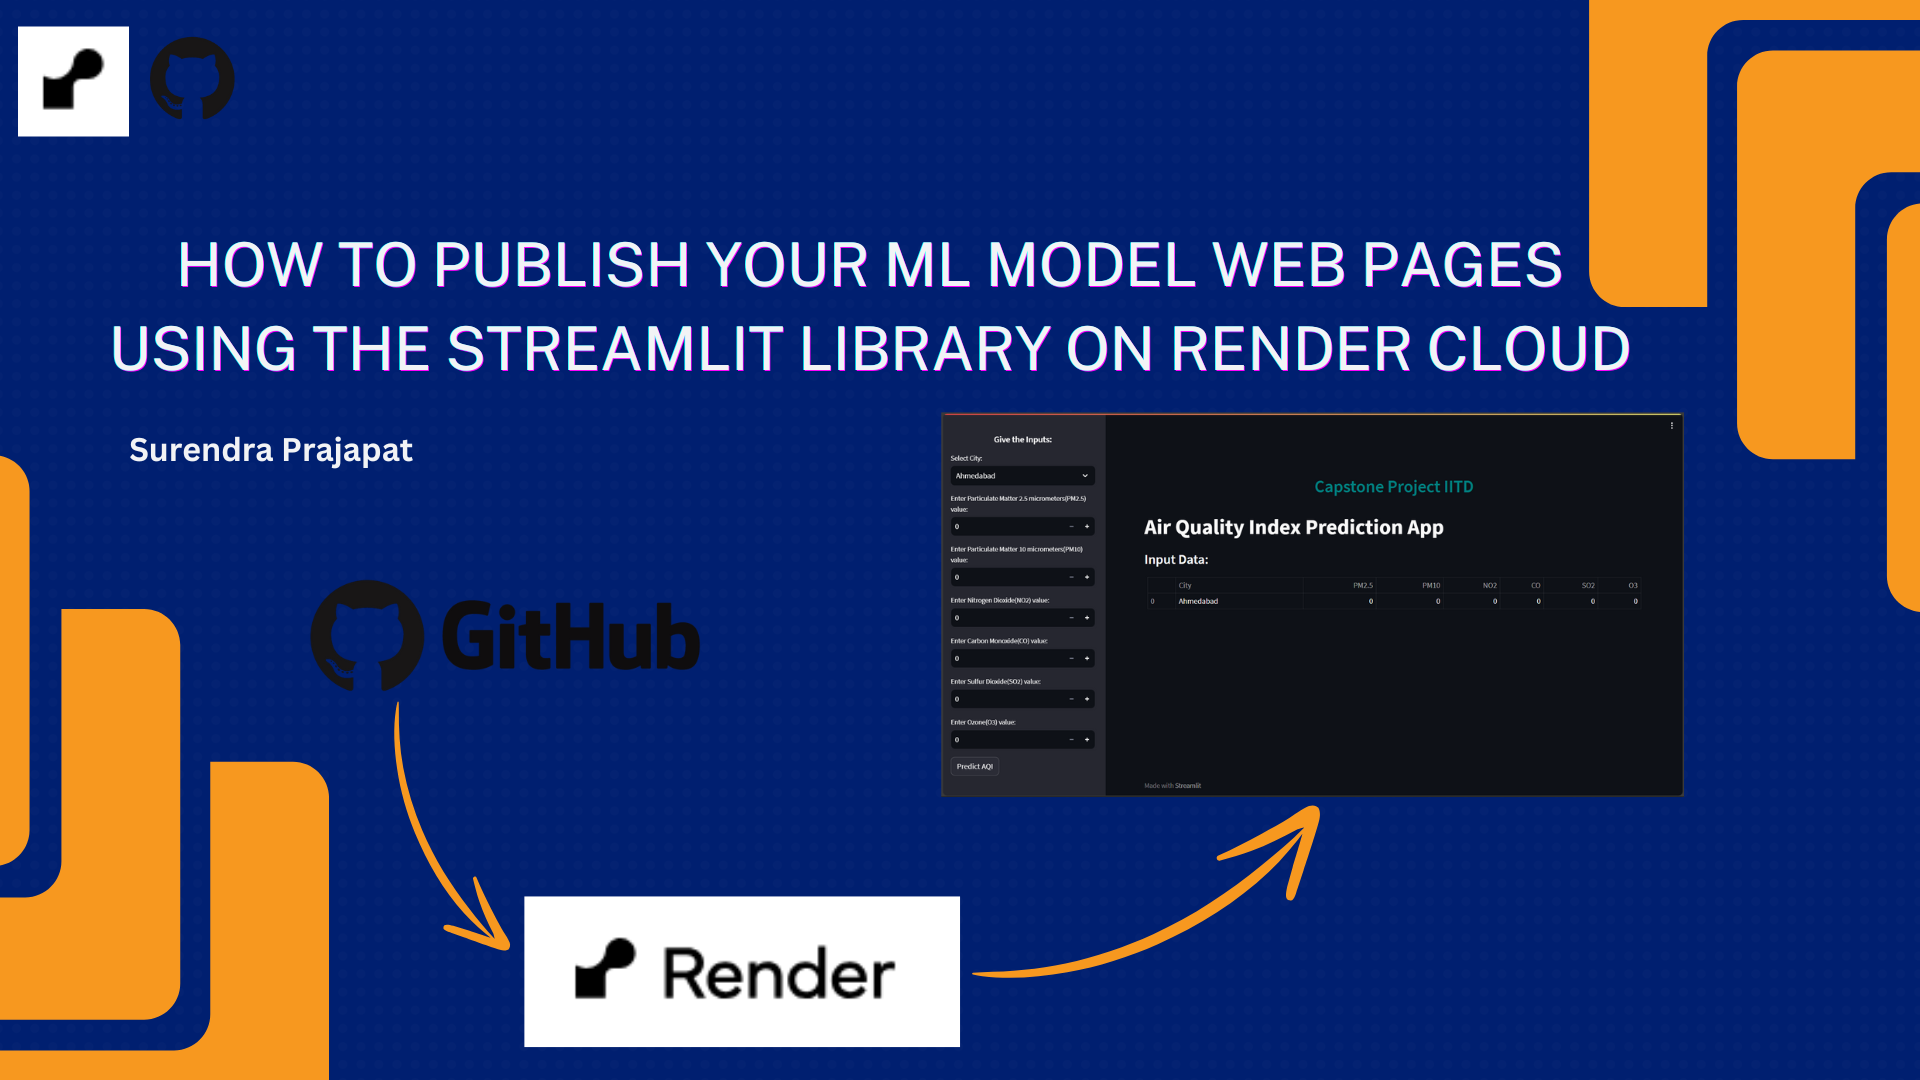 HOW TO PUBLISH YOUR ML MODEL WEB PAGES
USING THE STREAMLIT LIBRARY ON RENDER CLOUD
Surendra Prajapat
GitHub
Render
Give the Inputs:
Select City:
Ahmedabad
Enter Particulate Matter 2.5 micrometers(PM2.5)
value:
0 − +
Enter Particulate Matter 10 micrometers(PM10)
value:
0 − +
Enter Nitrogen Dioxide(NO2) value:
0 − +
Enter Carbon Monoxide(CO) value:
0 − +
Enter Sulfur Dioxide(SO2) value:
0 − +
Enter Ozone(O3) value:
0 − +
Predict AQI
Capstone Project IITD
Air Quality Index Prediction App
Input Data:
City PM2.5 PM10 NO2 CO SO2 O3
0 Ahmedabad 0 0 0 0 0 0
Made with Streamlit